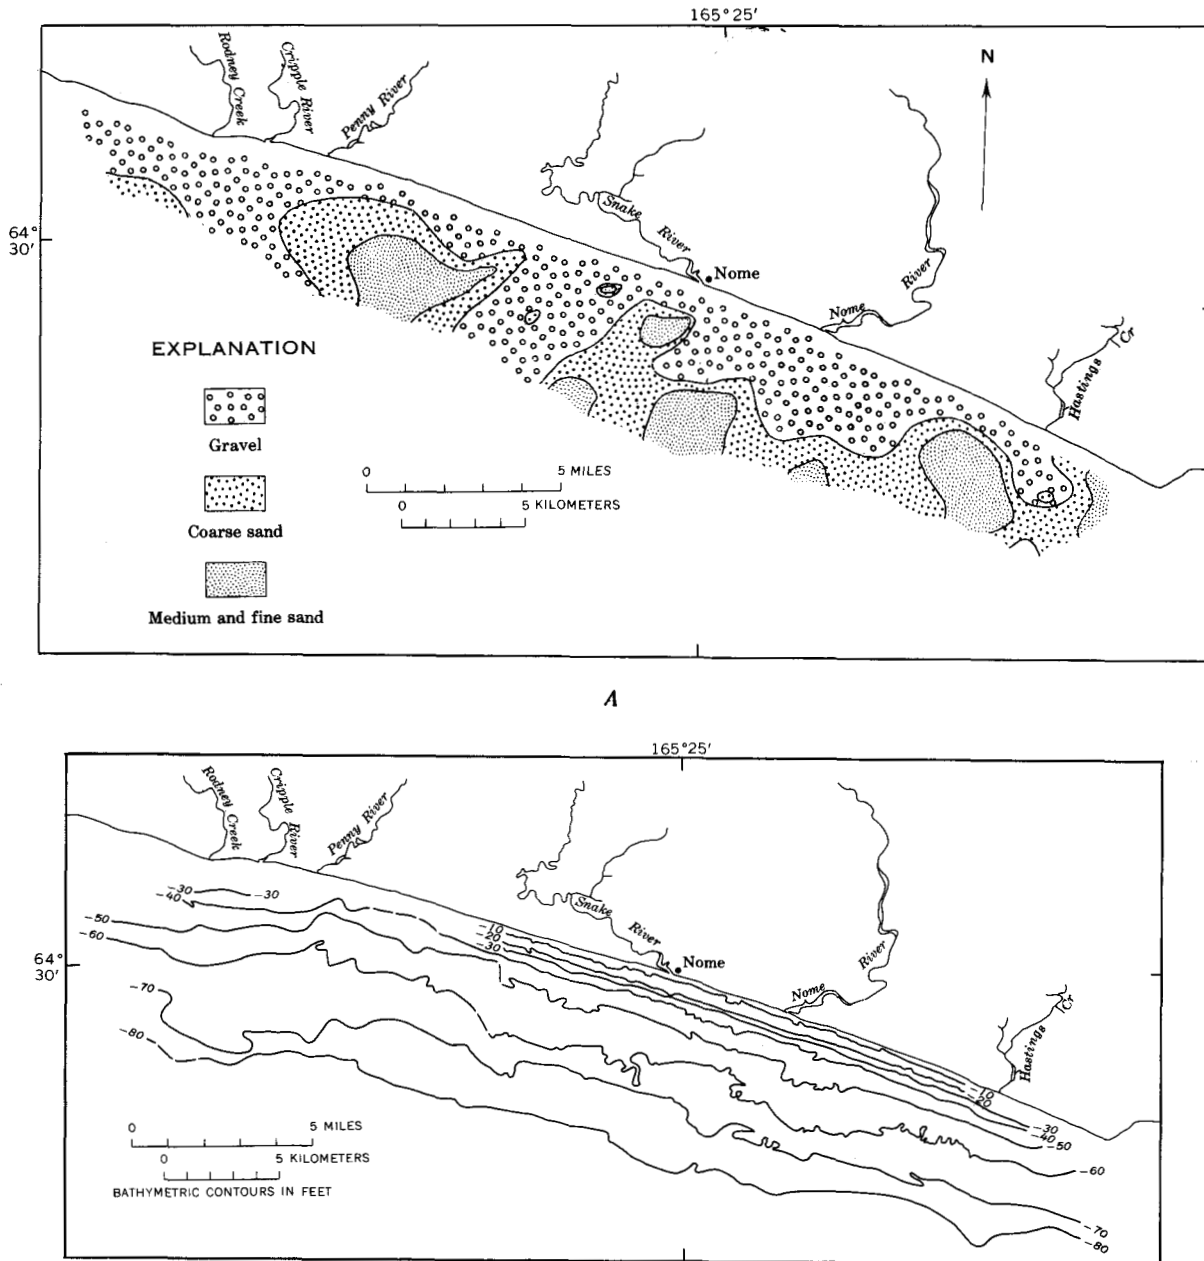 165°25′
N
Rodney Creek
Cripple River
Penny River
64°
30′
Snake River
Nome
Nome River
Hastings Cr
EXPLANATION
Gravel
Coarse sand
Medium and fine sand
0 5 MILES
0 5 KILOMETERS
A
165°25′
Rodney Creek
Cripple River
Penny River
-30 -30
-40
-50
-60
-10
-20
-30
Snake River
Nome
64°
30′
Nome River
Hastings Cr
-70
-80
-10
-20
-30
-40
-50
-60
-70
-80
0 5 MILES
0 5 KILOMETERS
BATHYMETRIC CONTOURS IN FEET